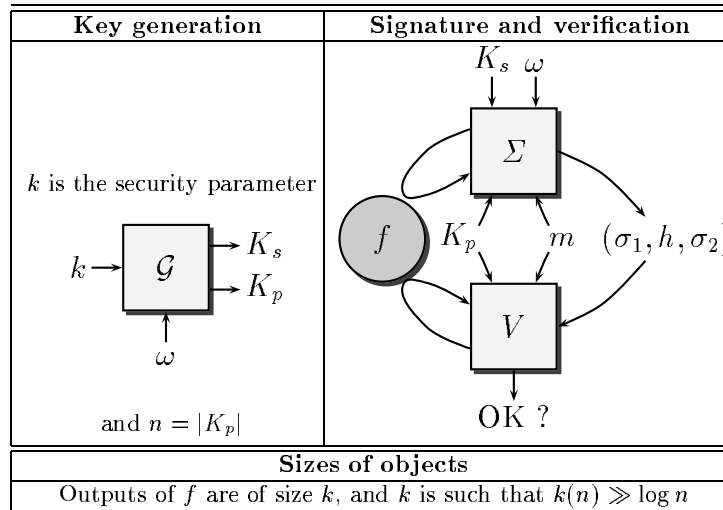 Key generation
Signature and verification
k is the security parameter
k
𝒢
K_s
K_p
ω
and n = |K_p|
K_s ω
Σ
f
K_p m (σ_1, h, σ_2)
V
OK ?
Sizes of objects
Outputs of f are of size k, and k is such that k(n) ≫ log n